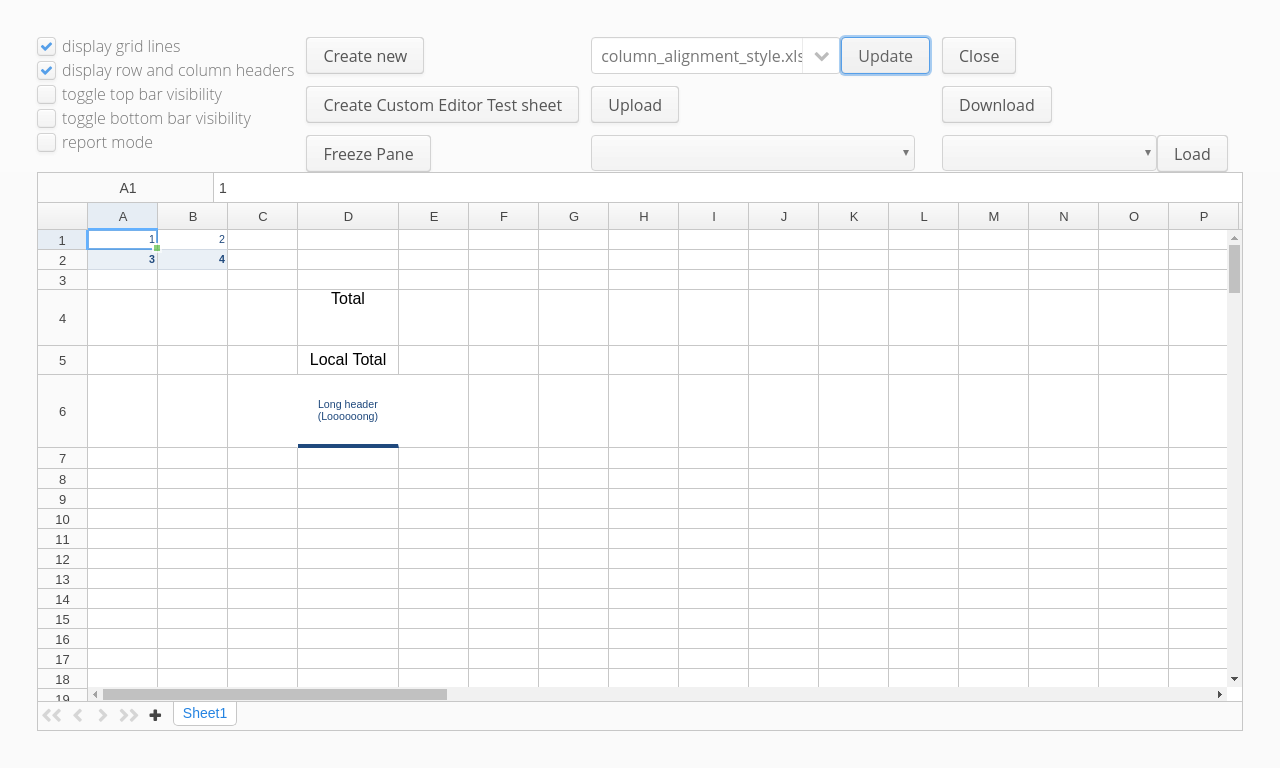 display grid lines
display row and column headers
toggle top bar visibility
toggle bottom bar visibility
report mode
Create new
column_alignment_style.xls
Update
Close
Create Custom Editor Test sheet
Upload
Download
Freeze Pane
Load
A1
1
A B C D E F G H I J K L M N O P
1 1 2
2 3 4
3
4 Total
5 Local Total
6 Long header
(Loooooong)
7
8
9
10
11
12
13
14
15
16
17
18
19
Sheet1